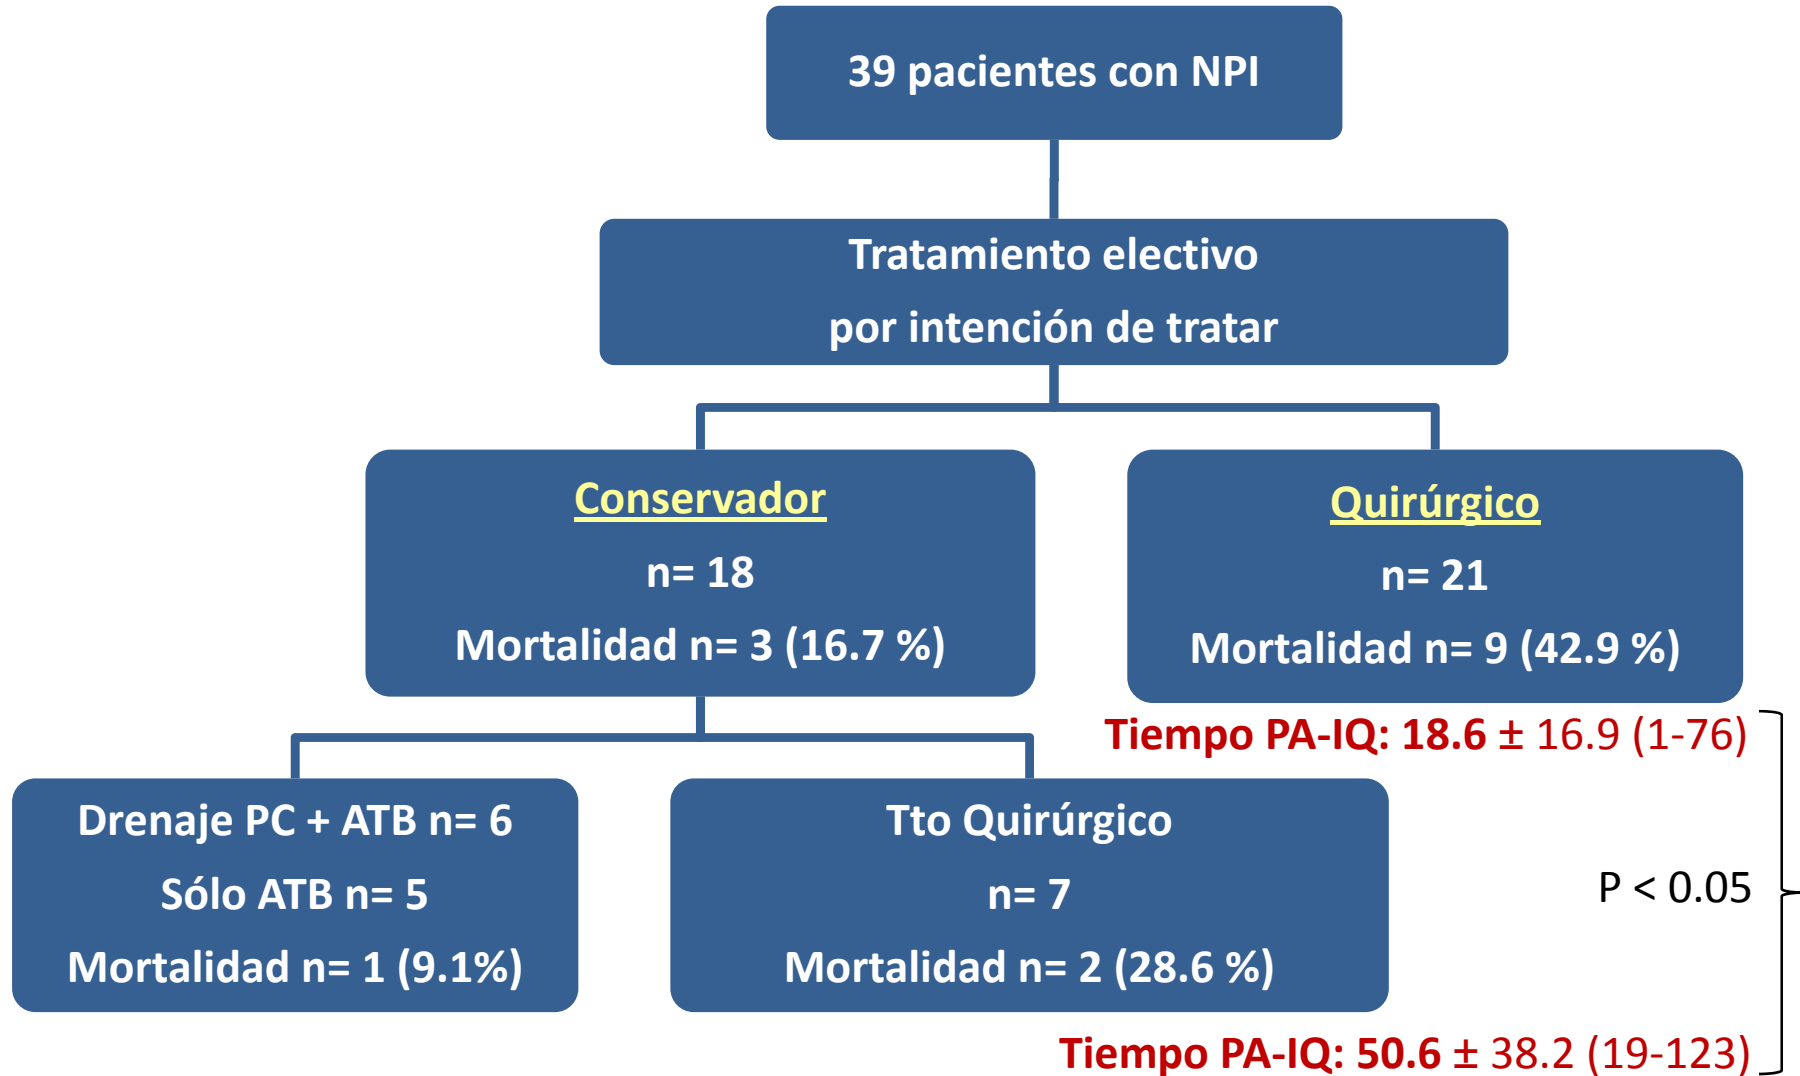 39 pacientes con NPI
Tratamiento electivo
por intención de tratar
Conservador
n= 18
Mortalidad n= 3 (16.7 %)
Quirúrgico
n= 21
Mortalidad n= 9 (42.9 %)
Tiempo PA-IQ: 18.6 ± 16.9 (1-76)
Drenaje PC + ATB n= 6
Sólo ATB n= 5
Mortalidad n= 1 (9.1%)
Tto Quirúrgico
n= 7
Mortalidad n= 2 (28.6 %)
P < 0.05
Tiempo PA-IQ: 50.6 ± 38.2 (19-123)